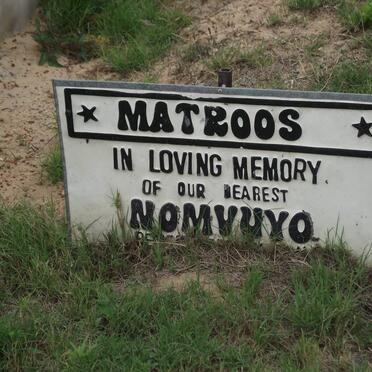 MATROOS
IN LOVING MEMORY
OF OUR DEAREST
NOMVUYO